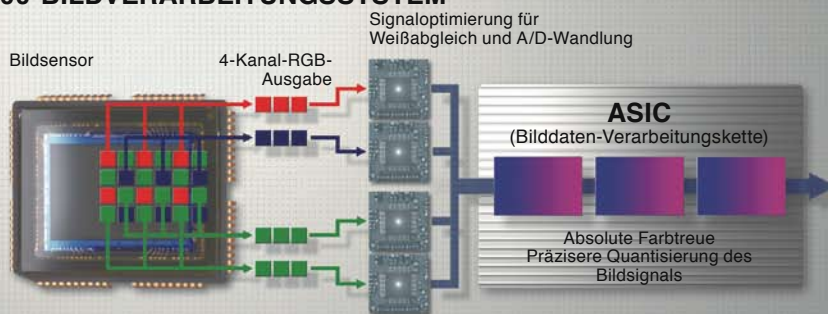 BILDVERARBEITUNGSSYSTEM
Signaloptimierung für
Weißabgleich und A/D-Wandlung
Bildsensor
4-Kanal-RGB-
Ausgabe
ASIC
(Bilddaten-Verarbeitungskette)
Absolute Farbtreue
Präzisere Quantisierung des
Bildsignals